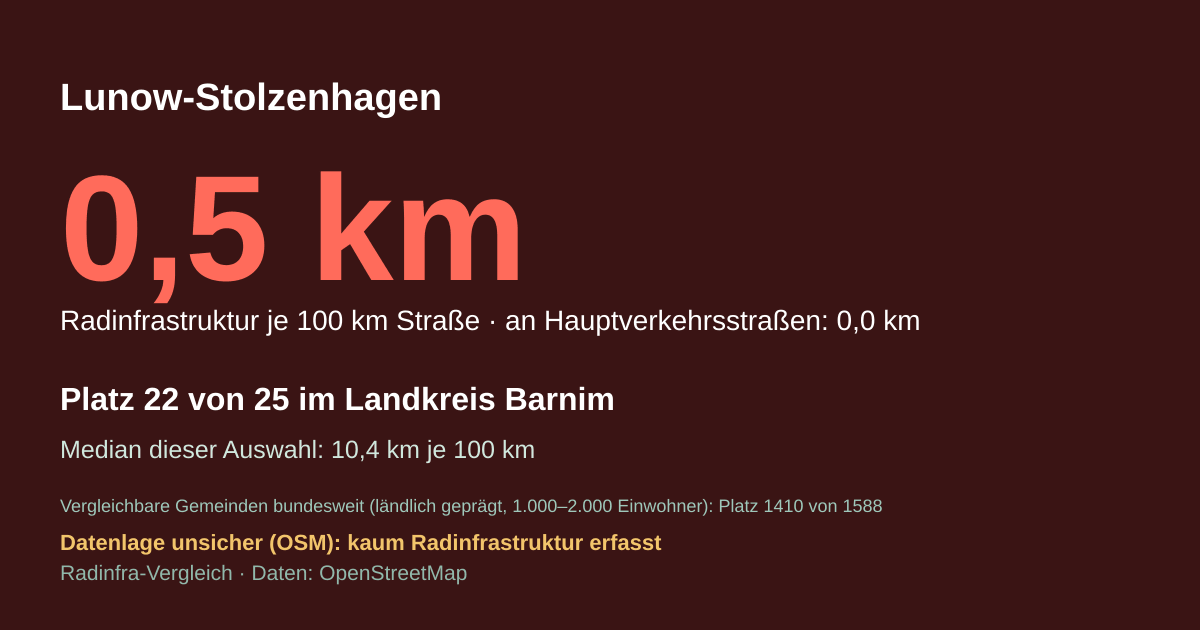 Lunow-Stolzenhagen
0,5 km
Radinfrastruktur je 100 km Straße · an Hauptverkehrsstraßen: 0,0 km
Platz 22 von 25 im Landkreis Barnim
Median dieser Auswahl: 10,4 km je 100 km
Vergleichbare Gemeinden bundesweit (ländlich geprägt, 1.000–2.000 Einwohner): Platz 1410 von 1588
Datenlage unsicher (OSM): kaum Radinfrastruktur erfasst
Radinfra-Vergleich · Daten: OpenStreetMap